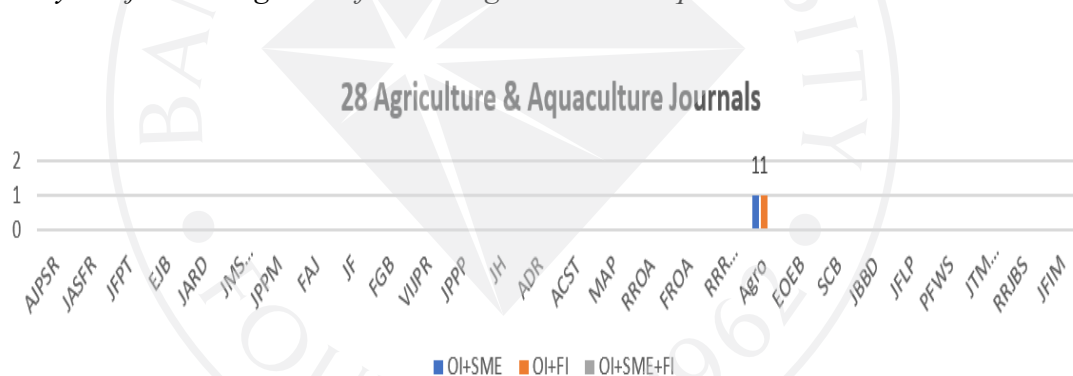 28 Agriculture & Aquaculture Journals
2
11
1
0
AJPSR JASFR JFPT EJB JARD JMS... JPPM FAJ JF FGB VIJPR JPPP JH ADR ACST MAP RROA FROA RRR... Agro EOEB SCB JBBD JFLP PFWS JTM... RRJBS JFIM
OI+SME OI+FI OI+SME+FI